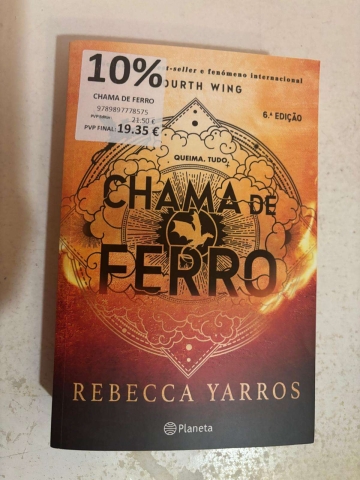 10%
CHAMA DE FERRO
9789897778575
21.50 €
PVP FINAL: 19.35 €
-seller e fenómeno internacional
OURTH WING
6.ª EDIÇÃO
QUEIMA. TUDO.
CHAMA DE
FERRO
REBECCA YARROS
Planeta